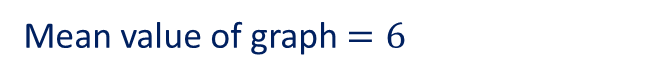 Mean value of graph = 6